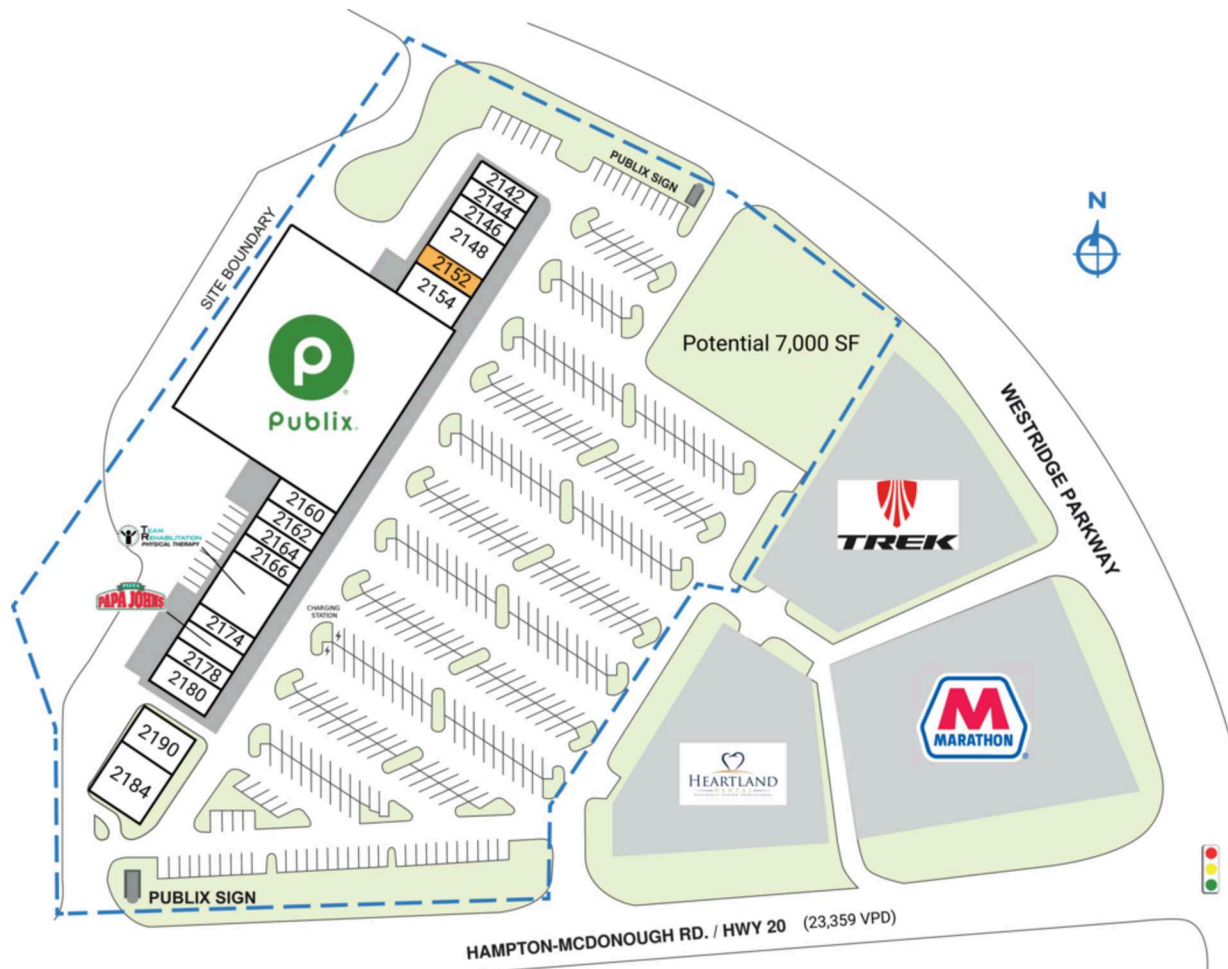 PUBLIX SIGN
2142
2144
2146
2148
2152
2154
SITE BOUNDARY
N
Potential 7,000 SF
P
Publix.
WESTRIDGE PARKWAY
TREK
2160
2162
2164
2166
TEAM
REHABILITATION
PHYSICAL THERAPY
PIZZA
PAPA JOHNS
CHARGING
STATION
2174
2178
2180
2190
2184
M
MARATHON
HEARTLAND
DENTAL
PUBLIX SIGN
HAMPTON-MCDONOUGH RD. / HWY 20 (23,359 VPD)